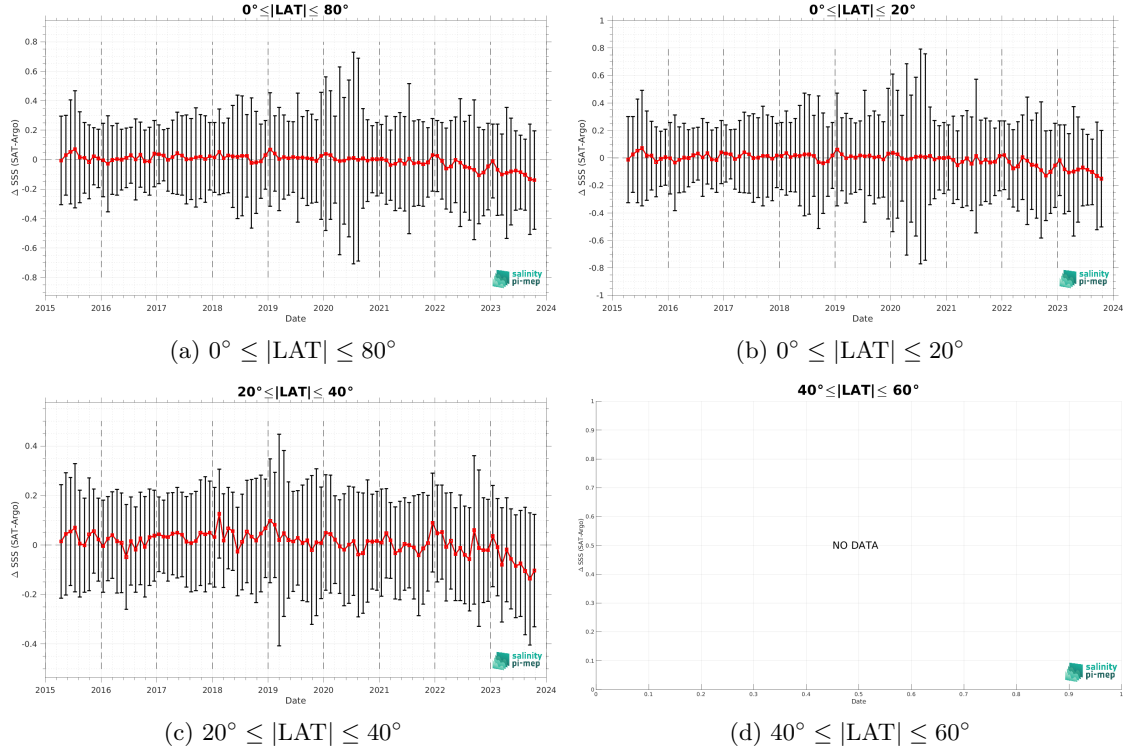 0°≤|LAT|≤ 80°
0.8
0.6
0.4
0.2
0
-0.2
-0.4
-0.6
-0.8
Δ SSS (SAT-Argo)
2015 2016 2017 2018 2019 2020 2021 2022 2023 2024
Date
salinity
pi-mep
(a) 0° ≤ |LAT| ≤ 80°
0°≤|LAT|≤ 20°
1
0.8
0.6
0.4
0.2
0
-0.2
-0.4
-0.6
-0.8
-1
Δ SSS (SAT-Argo)
2015 2016 2017 2018 2019 2020 2021 2022 2023 2024
Date
salinity
pi-mep
(b) 0° ≤ |LAT| ≤ 20°
20°≤|LAT|≤ 40°
0.4
0.2
0
-0.2
-0.4
Δ SSS (SAT-Argo)
2015 2016 2017 2018 2019 2020 2021 2022 2023 2024
Date
salinity
pi-mep
(c) 20° ≤ |LAT| ≤ 40°
40°≤|LAT|≤ 60°
1
0.9
0.8
0.7
0.6
0.5
0.4
0.3
0.2
0.1
0
Δ SSS (SAT-Argo)
NO DATA
0 0.1 0.2 0.3 0.4 0.5 0.6 0.7 0.8 0.9 1
Date
salinity
pi-mep
(d) 40° ≤ |LAT| ≤ 60°